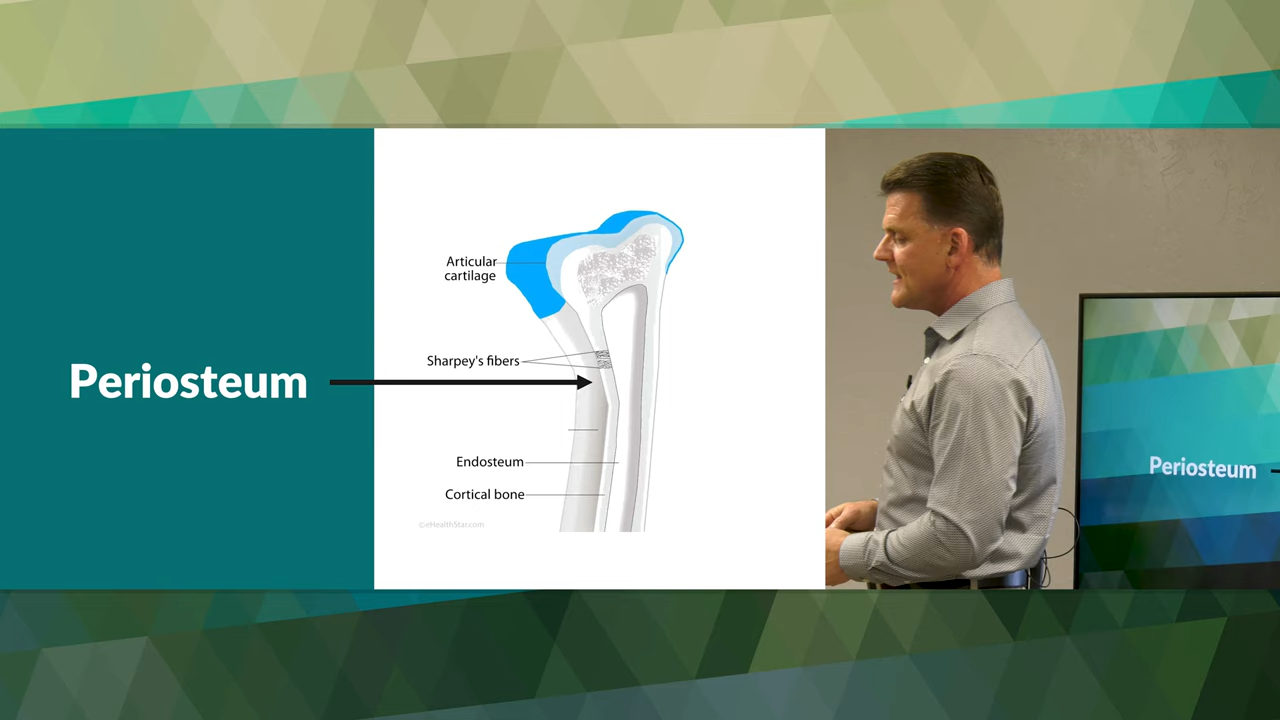 Articular
cartilage
Sharpey's fibers
Periosteum
Endosteum
Cortical bone
©eHealthStar.com
Periosteum